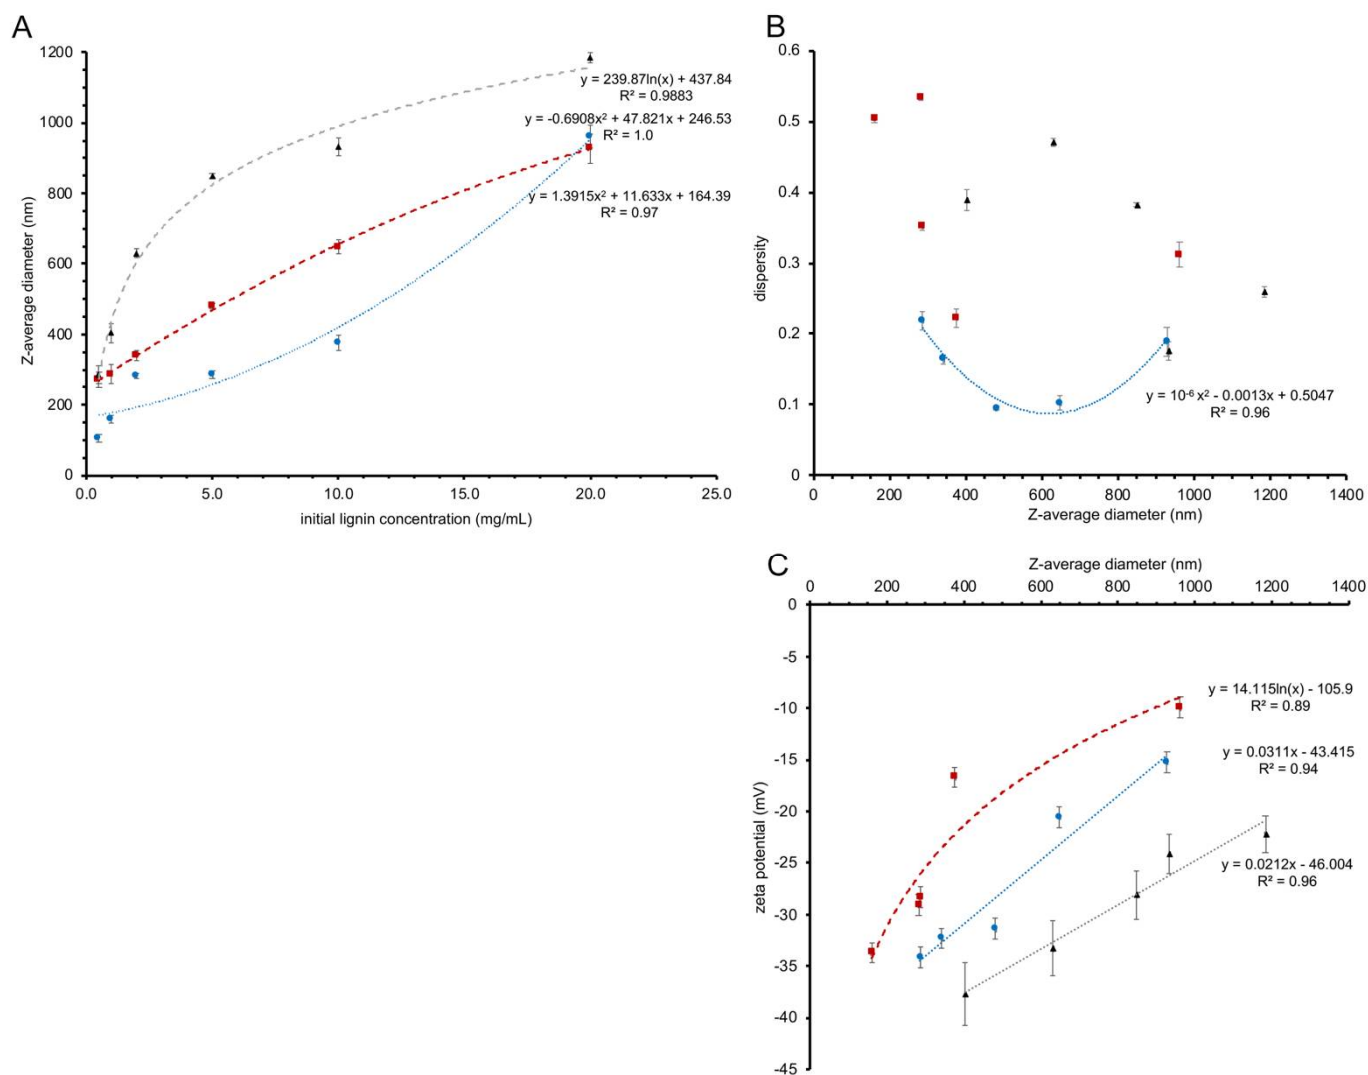 A
1200
1000
800
600
400
200
0
Z-average diameter (nm)
y = 239.87ln(x) + 437.84
R² = 0.9883
y = -0.6908x² + 47.821x + 246.53
R² = 1.0
y = 1.3915x² + 11.633x + 164.39
R² = 0.97
0.0 5.0 10.0 15.0 20.0 25.0
initial lignin concentration (mg/mL)
B
0.6
0.5
0.4
0.3
0.2
0.1
0
dispersity
y = 10⁻⁶ x² - 0.0013x + 0.5047
R² = 0.96
0 200 400 600 800 1000 1200 1400
Z-average diameter (nm)
C
Z-average diameter (nm)
0 200 400 600 800 1000 1200 1400
0
-5
-10
-15
-20
-25
-30
-35
-40
-45
zeta potential (mV)
y = 14.115ln(x) - 105.9
R² = 0.89
y = 0.0311x - 43.415
R² = 0.94
y = 0.0212x - 46.004
R² = 0.96